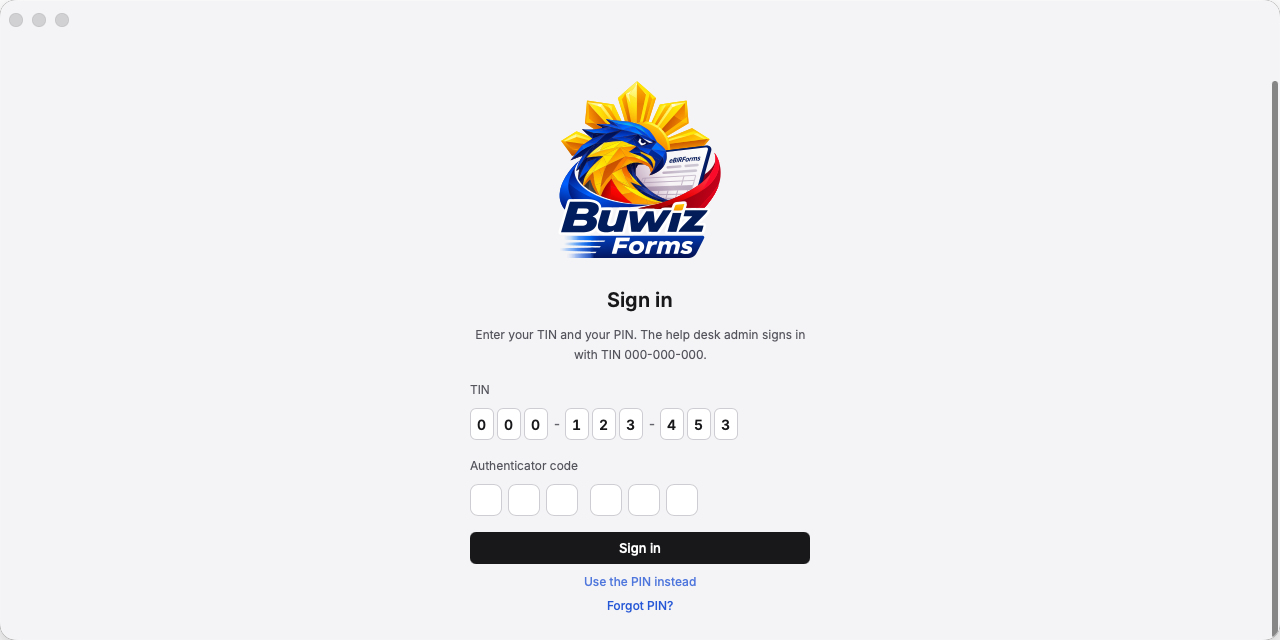 eBIRForms
Buwiz
Forms
Sign in
Enter your TIN and your PIN. The help desk admin signs in
with TIN 000-000-000.
TIN
0 0 0 - 1 2 3 - 4 5 3
Authenticator code
Sign in
Use the PIN instead
Forgot PIN?